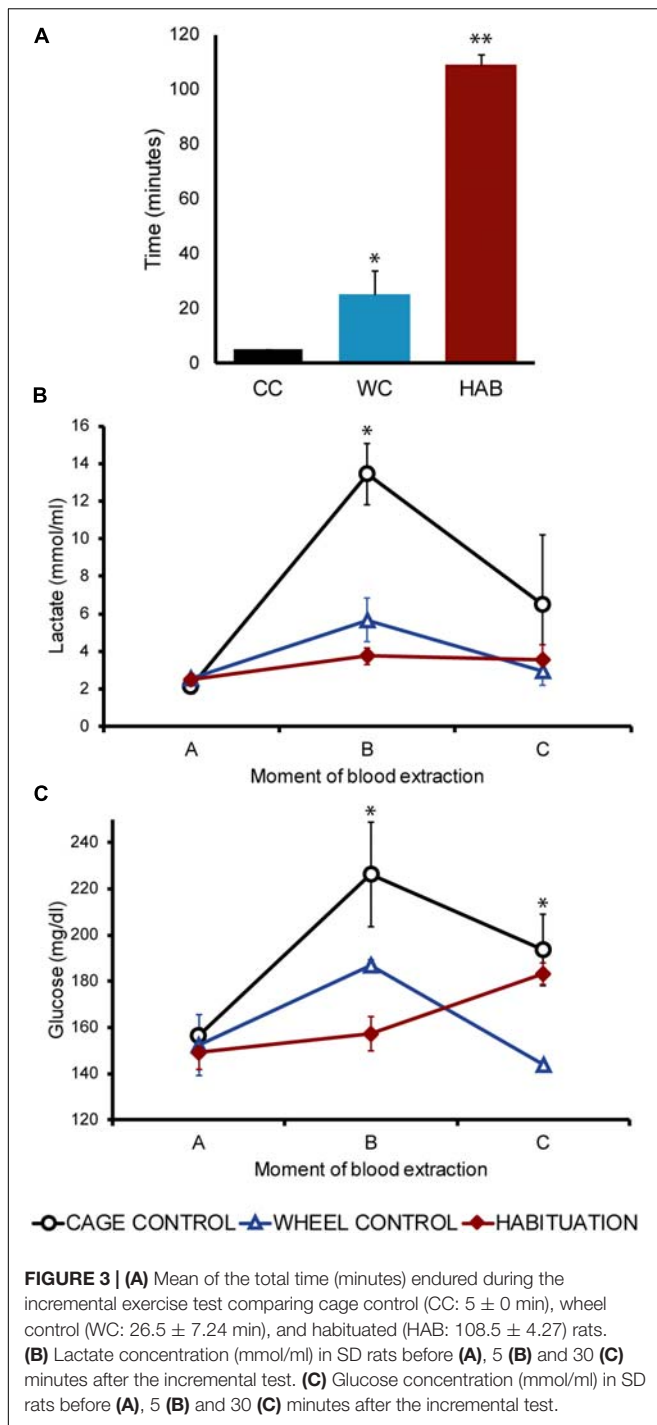 A
120
100
80
60
40
20
0
Time (minutes)
*
**
CC WC HAB
B
16
14
12
10
8
6
4
2
0
Lactate (mmol/ml)
*
A B C
Moment of blood extraction
C
240
220
200
180
160
140
120
Glucose (mg/dl)
*
*
A B C
Moment of blood extraction
CAGE CONTROL WHEEL CONTROL HABITUATION
FIGURE 3 | (A) Mean of the total time (minutes) endured during the
incremental exercise test comparing cage control (CC: 5 ± 0 min), wheel
control (WC: 26.5 ± 7.24 min), and habituated (HAB: 108.5 ± 4.27) rats.
(B) Lactate concentration (mmol/ml) in SD rats before (A), 5 (B) and 30 (C)
minutes after the incremental test. (C) Glucose concentration (mmol/ml) in SD
rats before (A), 5 (B) and 30 (C) minutes after the incremental test.